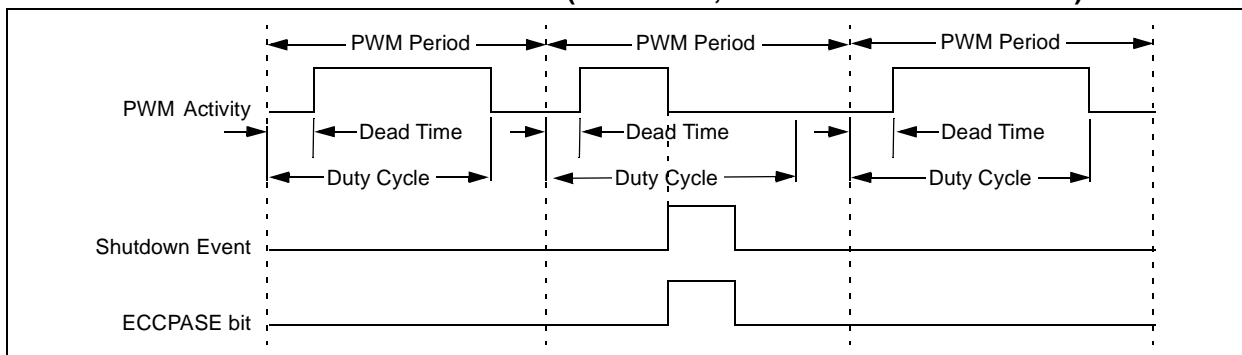 PWM Period PWM Period PWM Period
PWM Activity
Dead Time Dead Time Dead Time
Duty Cycle Duty Cycle Duty Cycle
Shutdown Event
ECCPASE bit